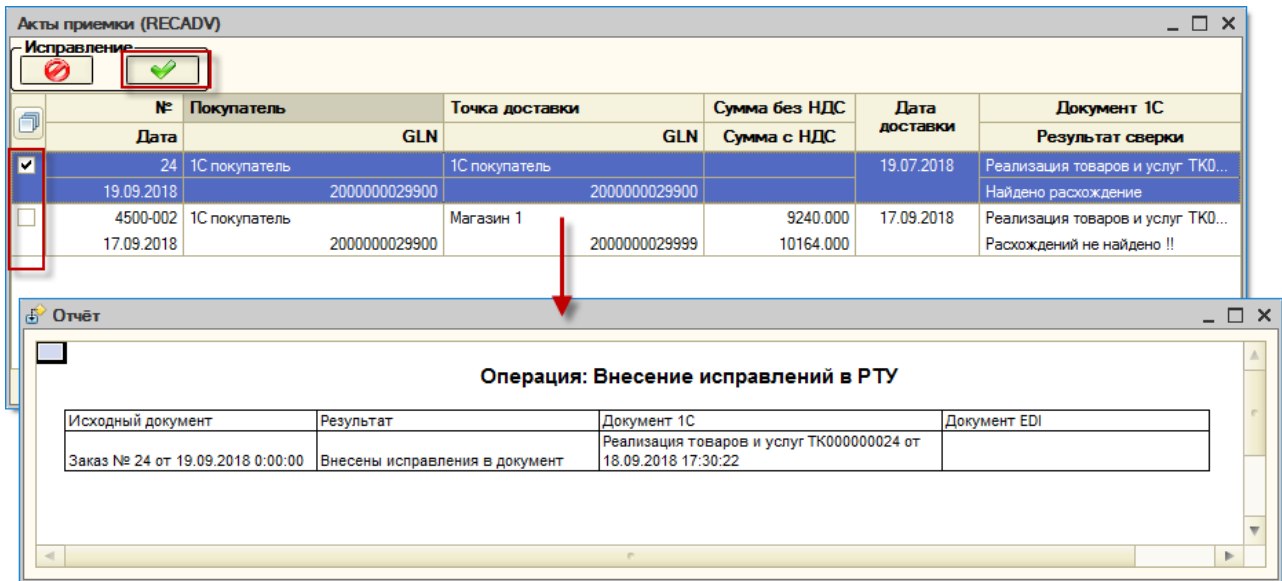 Акты приемки (RECADV)
Исправление
№ Покупатель Точка доставки Сумма без НДС Дата доставки Документ 1С
Дата GLN GLN Сумма с НДС Результат сверки
24 1С покупатель 1С покупатель 19.07.2018 Реализация товаров и услуг ТК0...
19.09.2018 2000000029900 2000000029900 Найдено расхождение
4500-002 1С покупатель Магазин 1 9240.000 17.09.2018 Реализация товаров и услуг ТК0...
17.09.2018 2000000029900 2000000029999 10164.000 Расхождений не найдено !!
Отчёт
Операция: Внесение исправлений в РТУ
Исходный документ Результат Документ 1С Документ EDI
Реализация товаров и услуг ТК000000024 от
Заказ № 24 от 19.09.2018 0:00:00 Внесены исправления в документ 18.09.2018 17:30:22